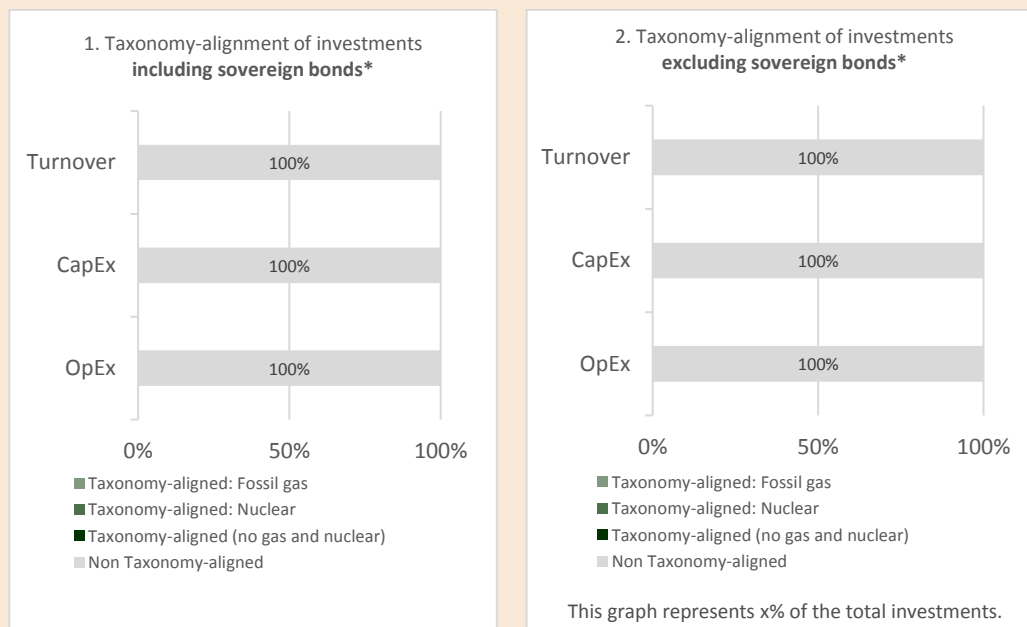 1. Taxonomy-alignment of investments
including sovereign bonds*
Turnover
100%
CapEx
100%
OpEx
100%
0% 50% 100%
Taxonomy-aligned: Fossil gas
Taxonomy-aligned: Nuclear
Taxonomy-aligned (no gas and nuclear)
Non Taxonomy-aligned
2. Taxonomy-alignment of investments
excluding sovereign bonds*
Turnover
100%
CapEx
100%
OpEx
100%
0% 50% 100%
Taxonomy-aligned: Fossil gas
Taxonomy-aligned: Nuclear
Taxonomy-aligned (no gas and nuclear)
Non Taxonomy-aligned
This graph represents x% of the total investments.